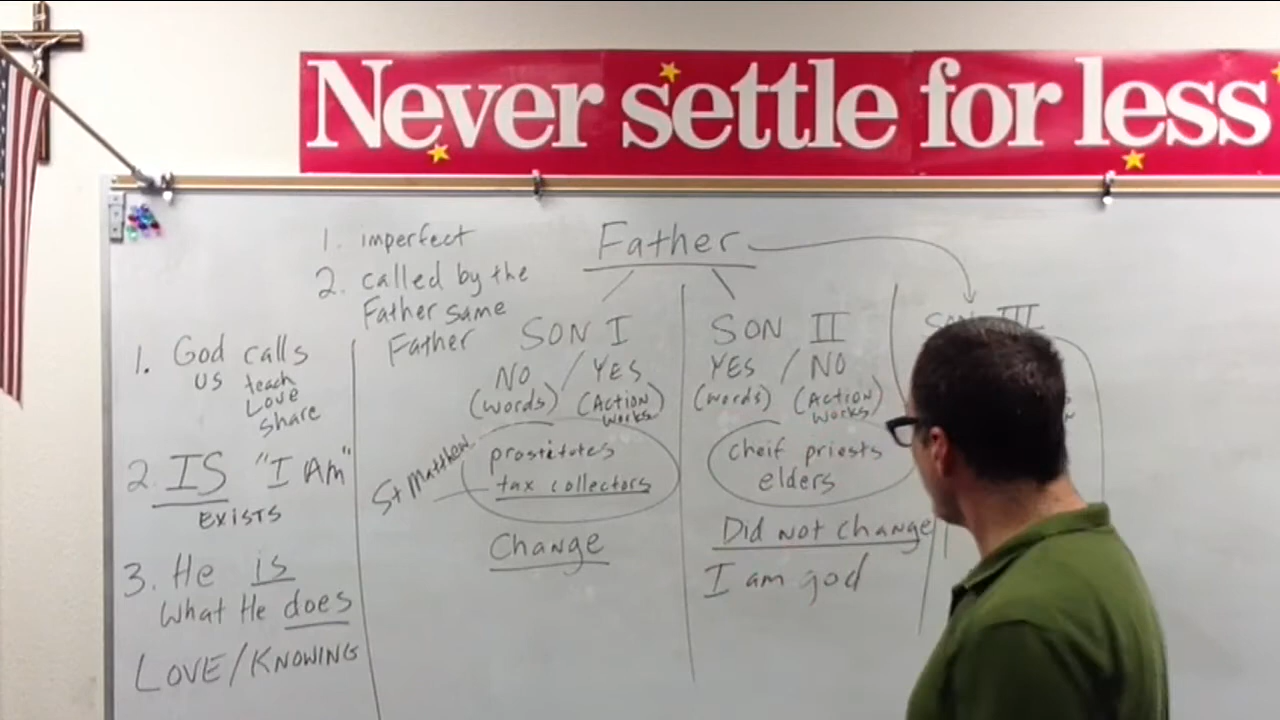 Never settle for less
1. imperfect
2. called by the
Father same
Father
Father
1. God calls
us teach
Love
share
2. IS "I AM"
EXISTS
3. He is
What He does
LOVE/KNOWING
SON I
NO / YES
(words) (ACTION
works)
St Matthew
prostitutes
tax collectors
Change
SON II
YES / NO
(words) (ACTION
works)
cheif priests
elders
Did not change
I am god
III